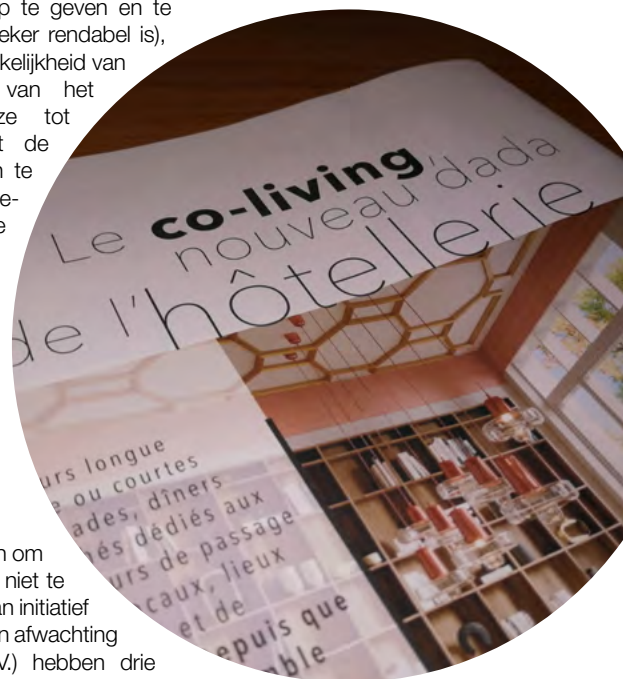 p te geven en te
eker rendabel is),
kelijkheid van
van het
ze tot
t de
n te
e-
e
Le co-living
nouveau dada
de l'hôtellerie
urs longue
e ou courtes
ades, dîners
és dédiés aux
urs de passage
caux, lieux
et de
epuis que
mble
n om
niet te
an initiatief
n afwachting
V.) hebben drie